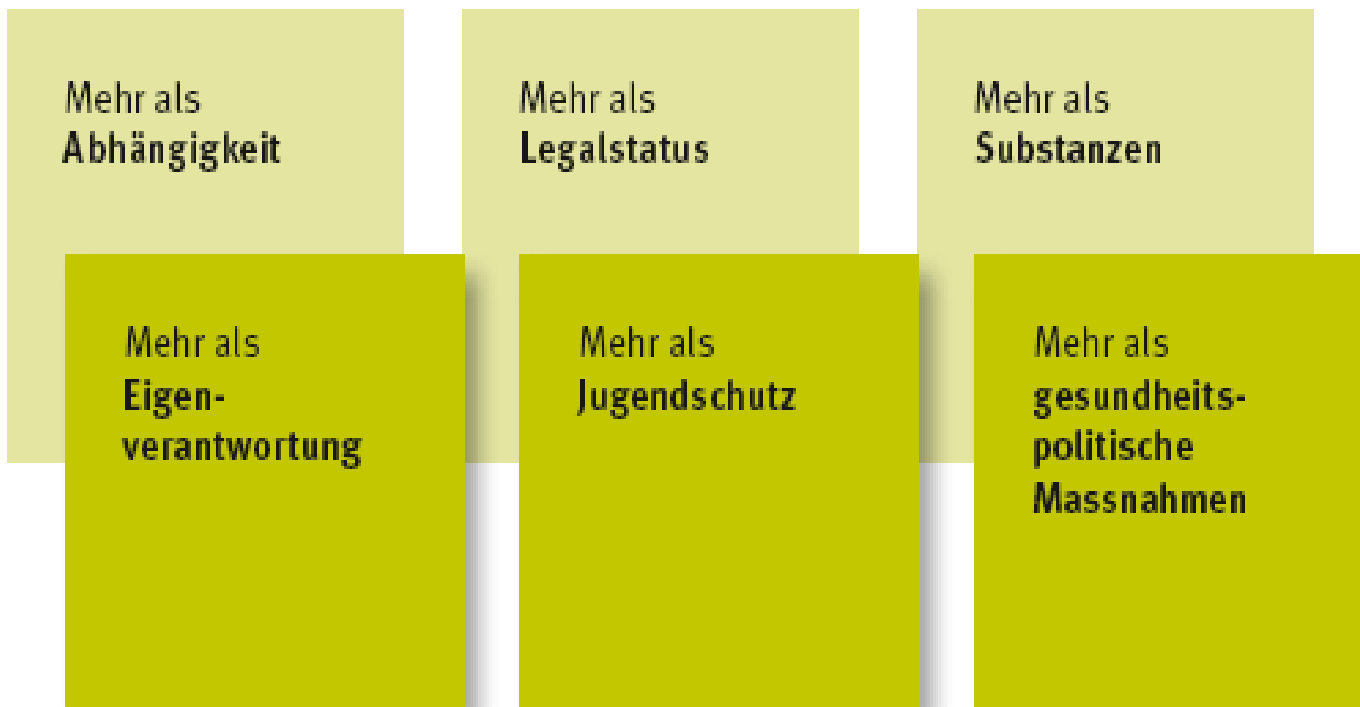 Mehr als
Abhängigkeit
Mehr als
Legalstatus
Mehr als
Substanzen
Mehr als
Eigen-
verantwortung
Mehr als
Jugendschutz
Mehr als
gesundheits-
politische
Massnahmen